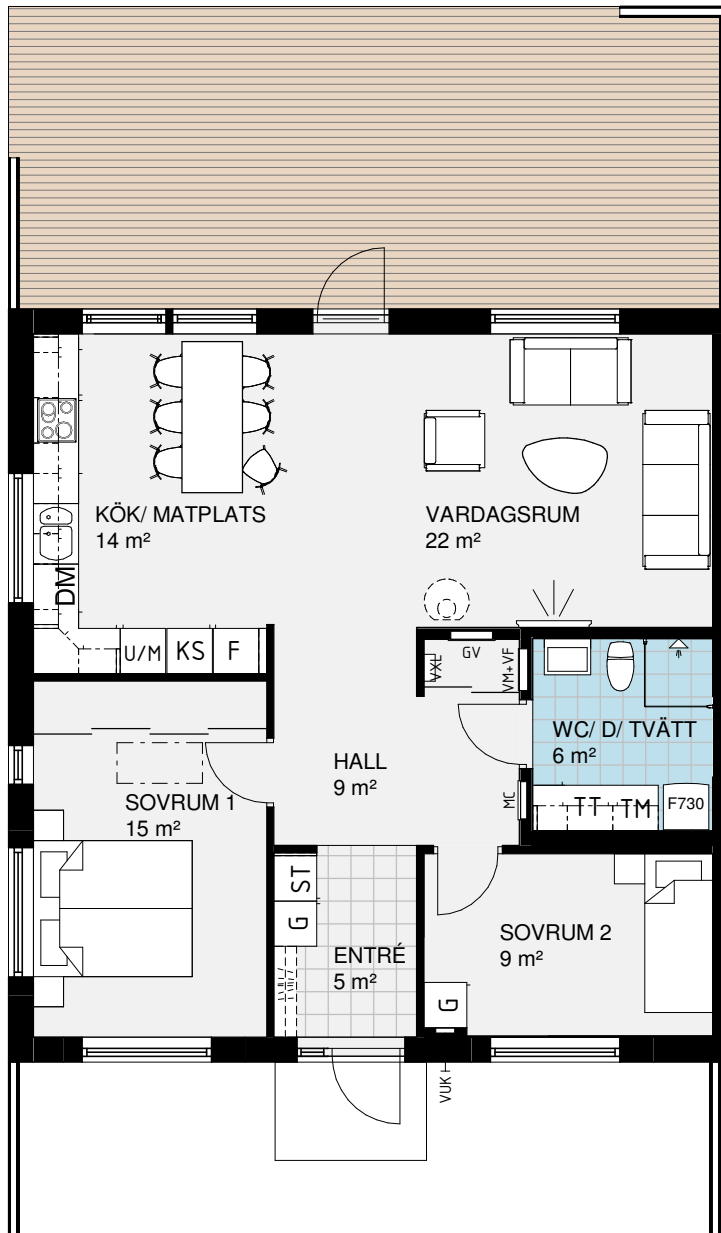 KÖK/ MATPLATS
14 m²
VARDAGSRUM
22 m²
DM
U/M
KS
F
VXL
GV
VM+VF
WC/ D/ TVÄTT
6 m²
HALL
9 m²
MC
TT
TM
F730
SOVRUM 1
15 m²
ST
G
ENTRÉ
5 m²
SOVRUM 2
9 m²
G
VUK